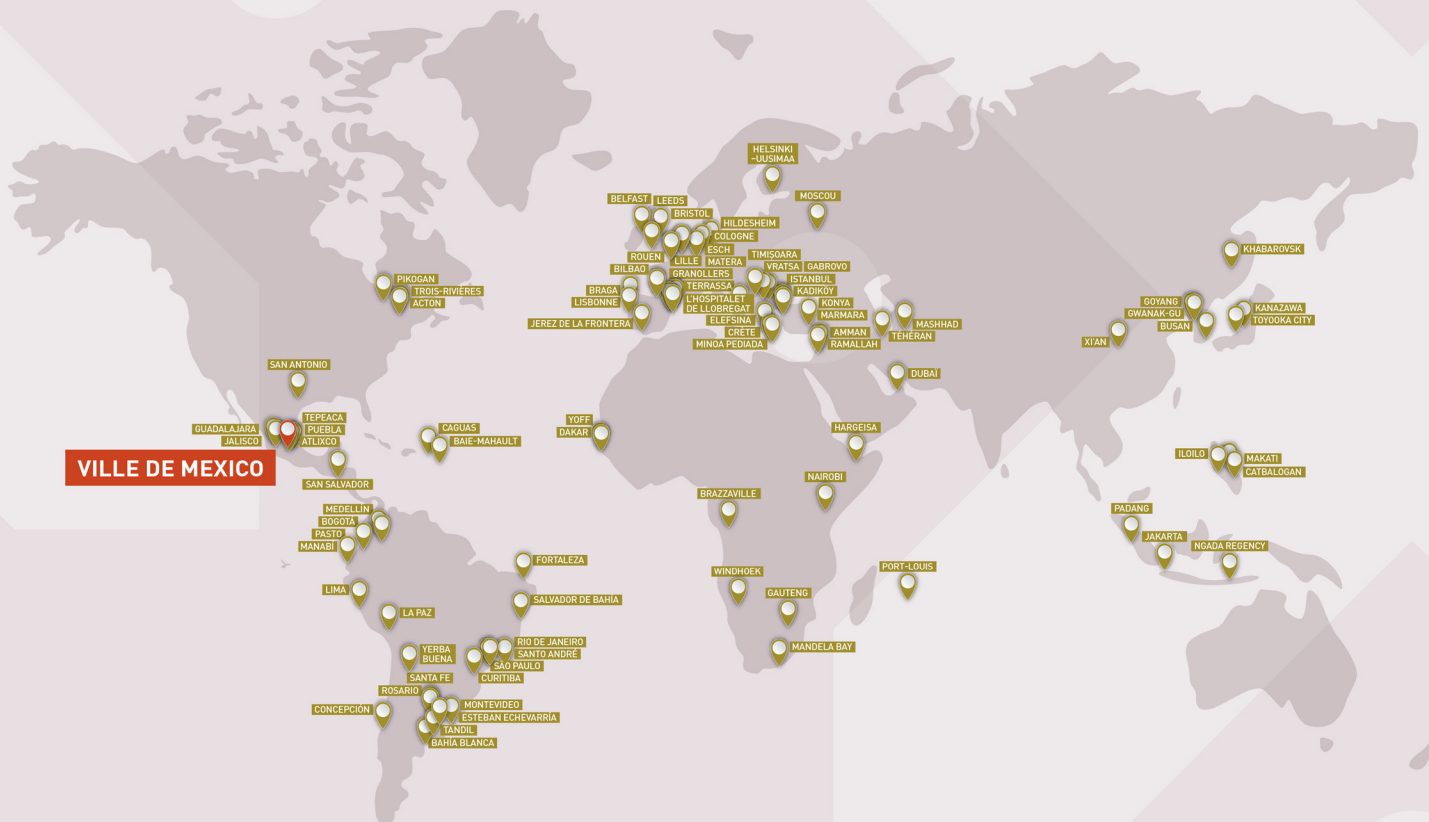 HELSINKI
-UUSIMAA
MOSCOU
BELFAST
LEEDS
BRISTOL
HILDESHEIM
COLOGNE
ESCH
ROUEN
LILLE
MATERA
TIMIȘOARA
BILBAO
GRANOLLERS
VRATSA
GABROVO
ISTANBUL
BRAGA
TERRASSA
KADIKÖY
LISBONNE
L'HOSPITALET
DE LLOBREGAT
KONYA
MARMARA
JEREZ DE LA FRONTERA
ELEFSINA
CRÈTE
MINOA PEDIADA
AMMAN
RAMALLAH
MASHHAD
TÉHÉRAN
DUBAÏ
KHABAROVSK
GOYANG
GWANAK-GU
BUSAN
KANAZAWA
TOYOOKA CITY
XI'AN
PIKOGAN
TROIS-RIVIÈRES
ACTON
SAN ANTONIO
TEPEACA
GUADALAJARA
PUEBLA
JALISCO
ATLIXCO
VILLE DE MEXICO
SAN SALVADOR
CAGUAS
BAIE-MAHAULT
YOFF
DAKAR
HARGEISA
NAIROBI
BRAZZAVILLE
ILOILO
MAKATI
CATBALOGAN
PADANG
JAKARTA
NGADA REGENCY
MEDELLÍN
BOGOTÁ
PASTO
MANABÍ
FORTALEZA
LIMA
SALVADOR DE BAHÍA
LA PAZ
WINDHOEK
GAUTENG
PORT-LOUIS
MANDELA BAY
YERBA
BUENA
RIO DE JANEIRO
SANTO ANDRÉ
SÃO PAULO
CURITIBA
SANTA FE
ROSARIO
CONCEPCIÓN
MONTEVIDEO
ESTEBAN ECHEVARRÍA
TANDIL
BAHÍA BLANCA